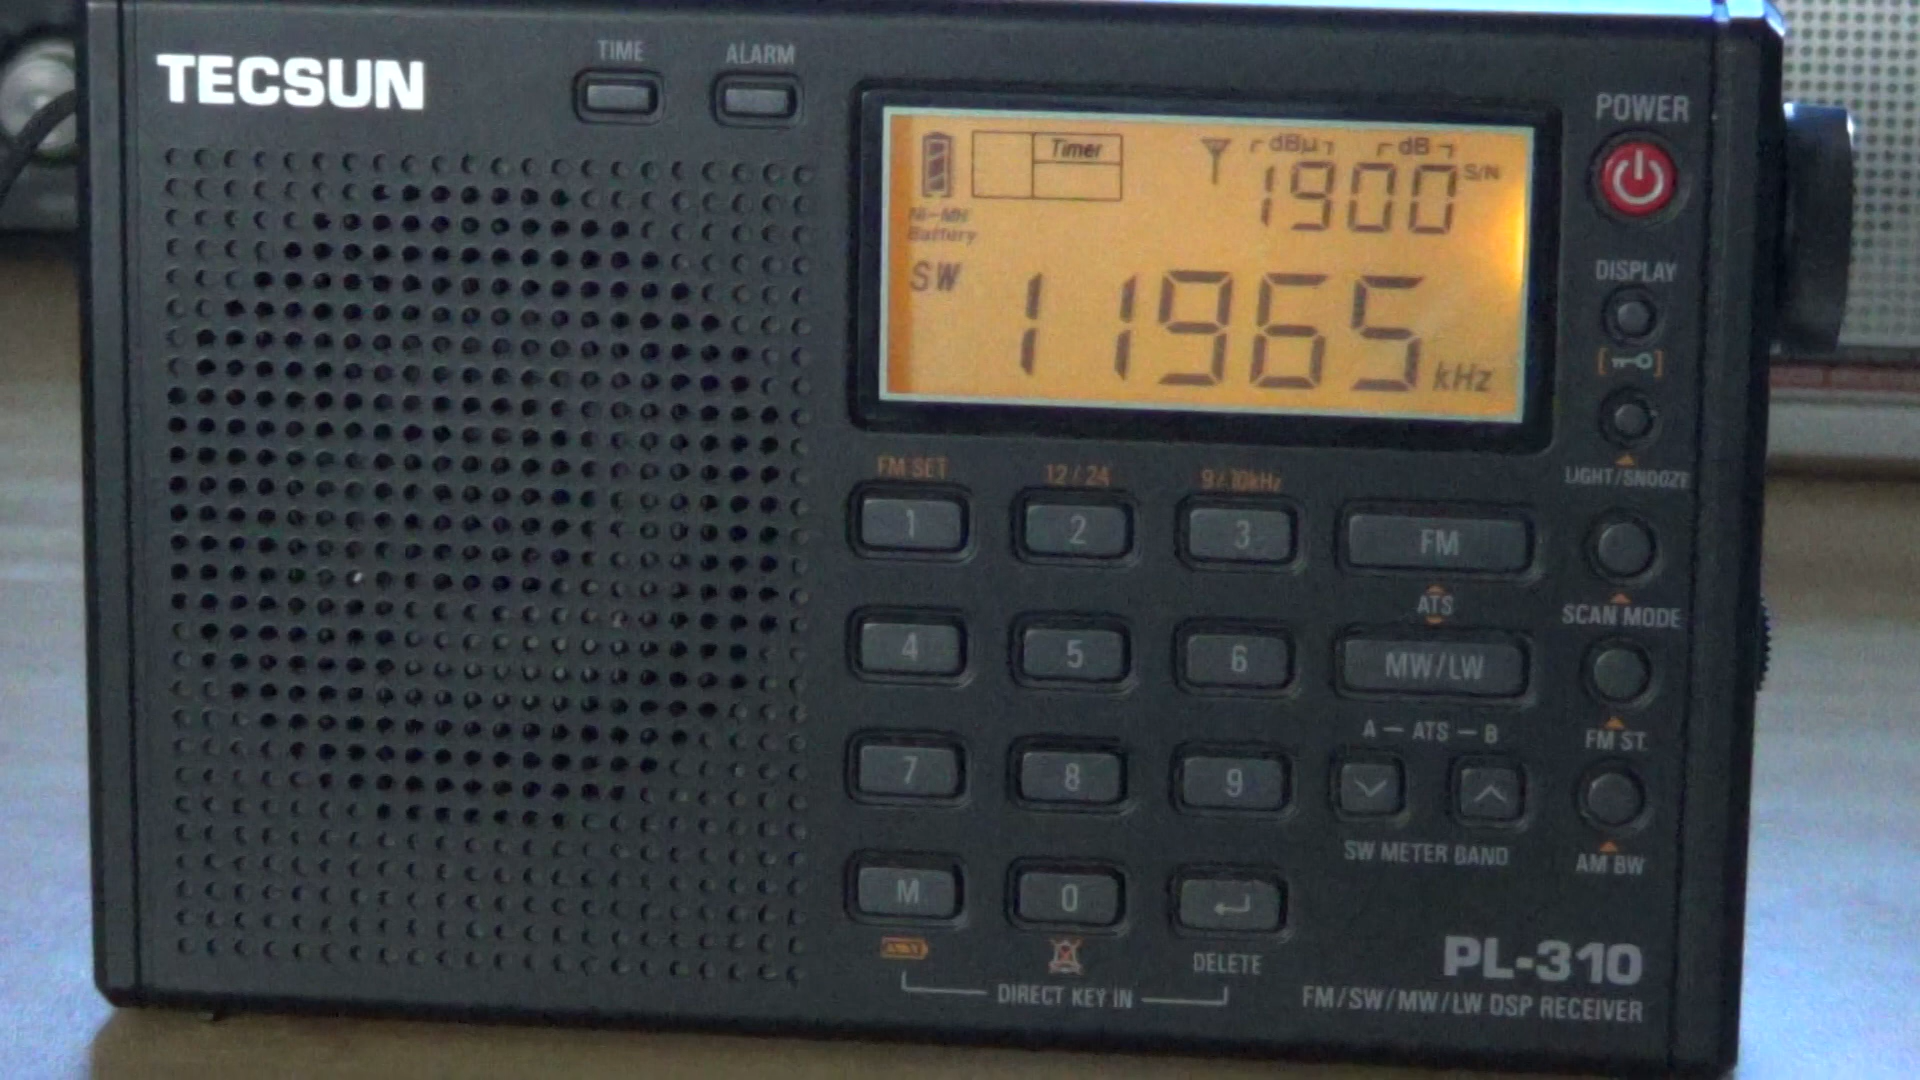 TECSUN
TIME
ALARM
POWER
Timer
dBµ
dB
1900
S/N
Ni-MH
Battery
SW
11965
kHz
DISPLAY
LIGHT/SNOOZE
FM SET
12/24
9/10kHz
1
2
3
FM
ATS
SCAN MODE
4
5
6
MW/LW
A — ATS — B
FM ST.
7
8
9
SW METER BAND
AM BW
M
0
DELETE
DIRECT KEY IN
PL-310
FM/SW/MW/LW DSP RECEIVER